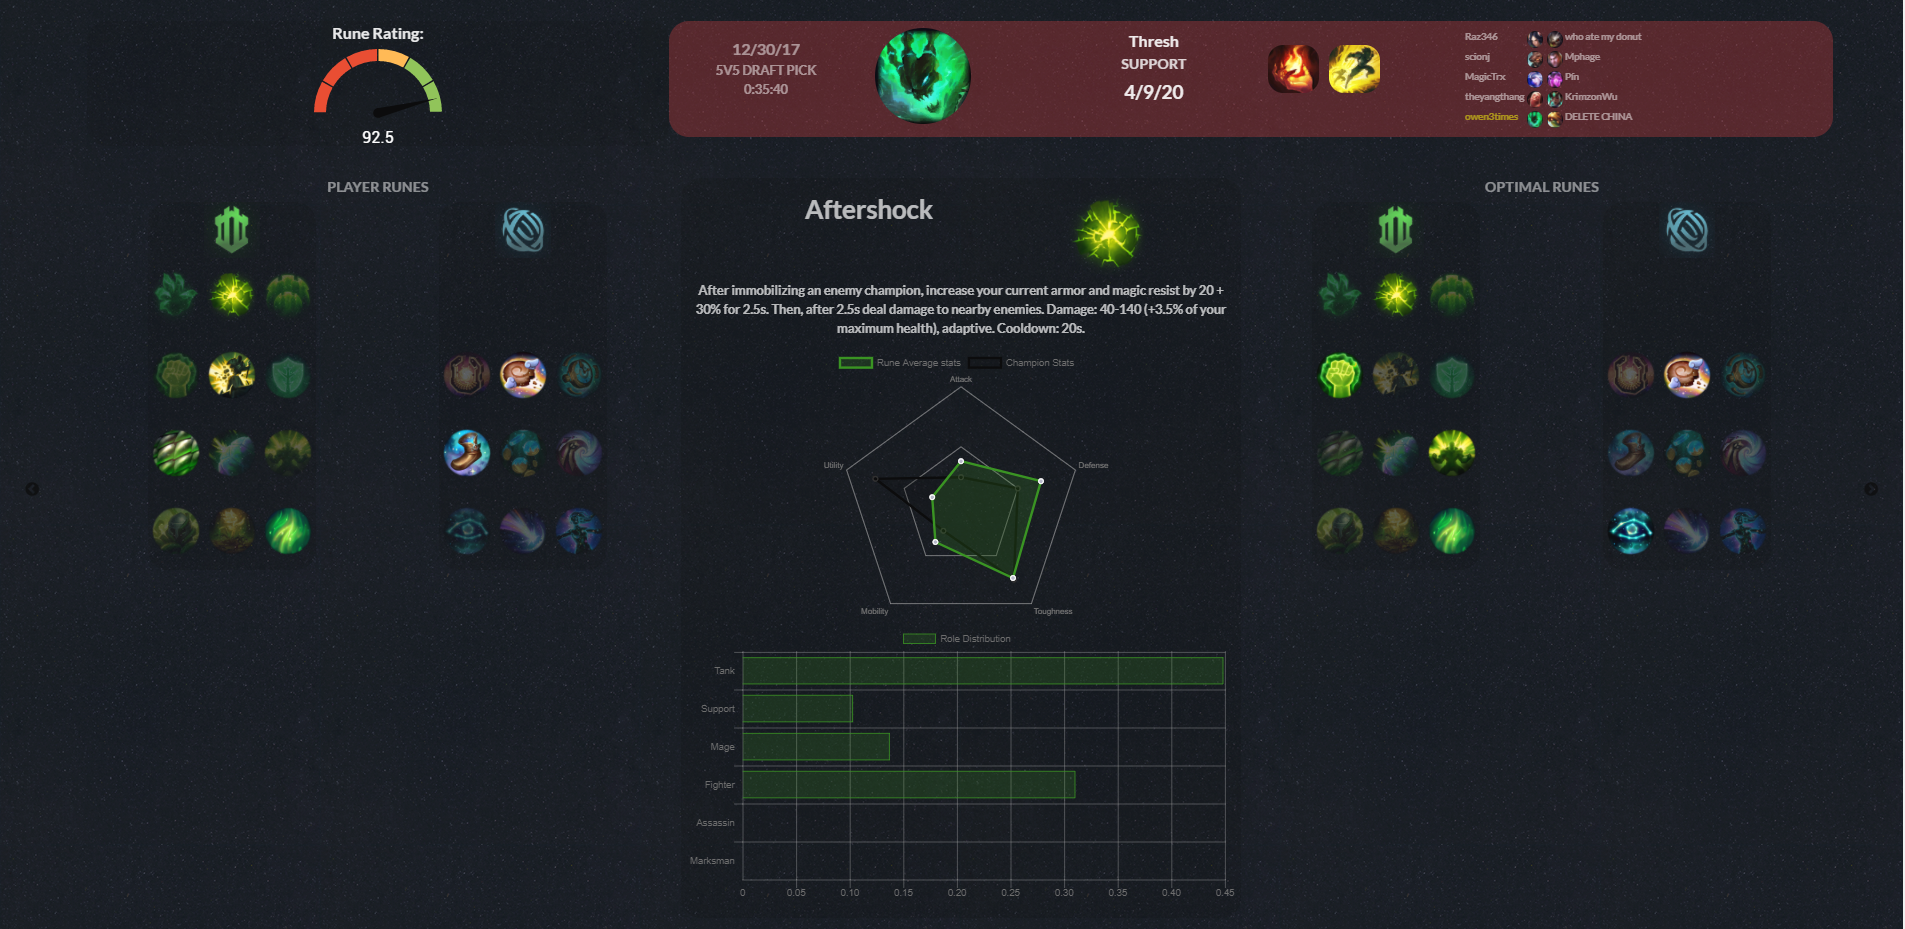 Rune Rating:
92.5
12/30/17
5V5 DRAFT PICK
0:35:40
Thresh
SUPPORT
4/9/20
Raz346
who ate my donut
scionj
Mphage
MagicTrx
Pín
theyangthang
KrimzonWu
owen3times
DELETE CHINA
PLAYER RUNES
Aftershock
After immobilizing an enemy champion, increase your current armor and magic resist by 20 +
30% for 2.5s. Then, after 2.5s deal damage to nearby enemies. Damage: 40-140 (+3.5% of your
maximum health), adaptive. Cooldown: 20s.
Rune Average stats
Champion Stats
Attack
Utility
Defense
Mobility
Toughness
Role Distribution
Tank
Support
Mage
Fighter
Assassin
Marksman
0 0.05 0.10 0.15 0.20 0.25 0.30 0.35 0.40 0.45
OPTIMAL RUNES